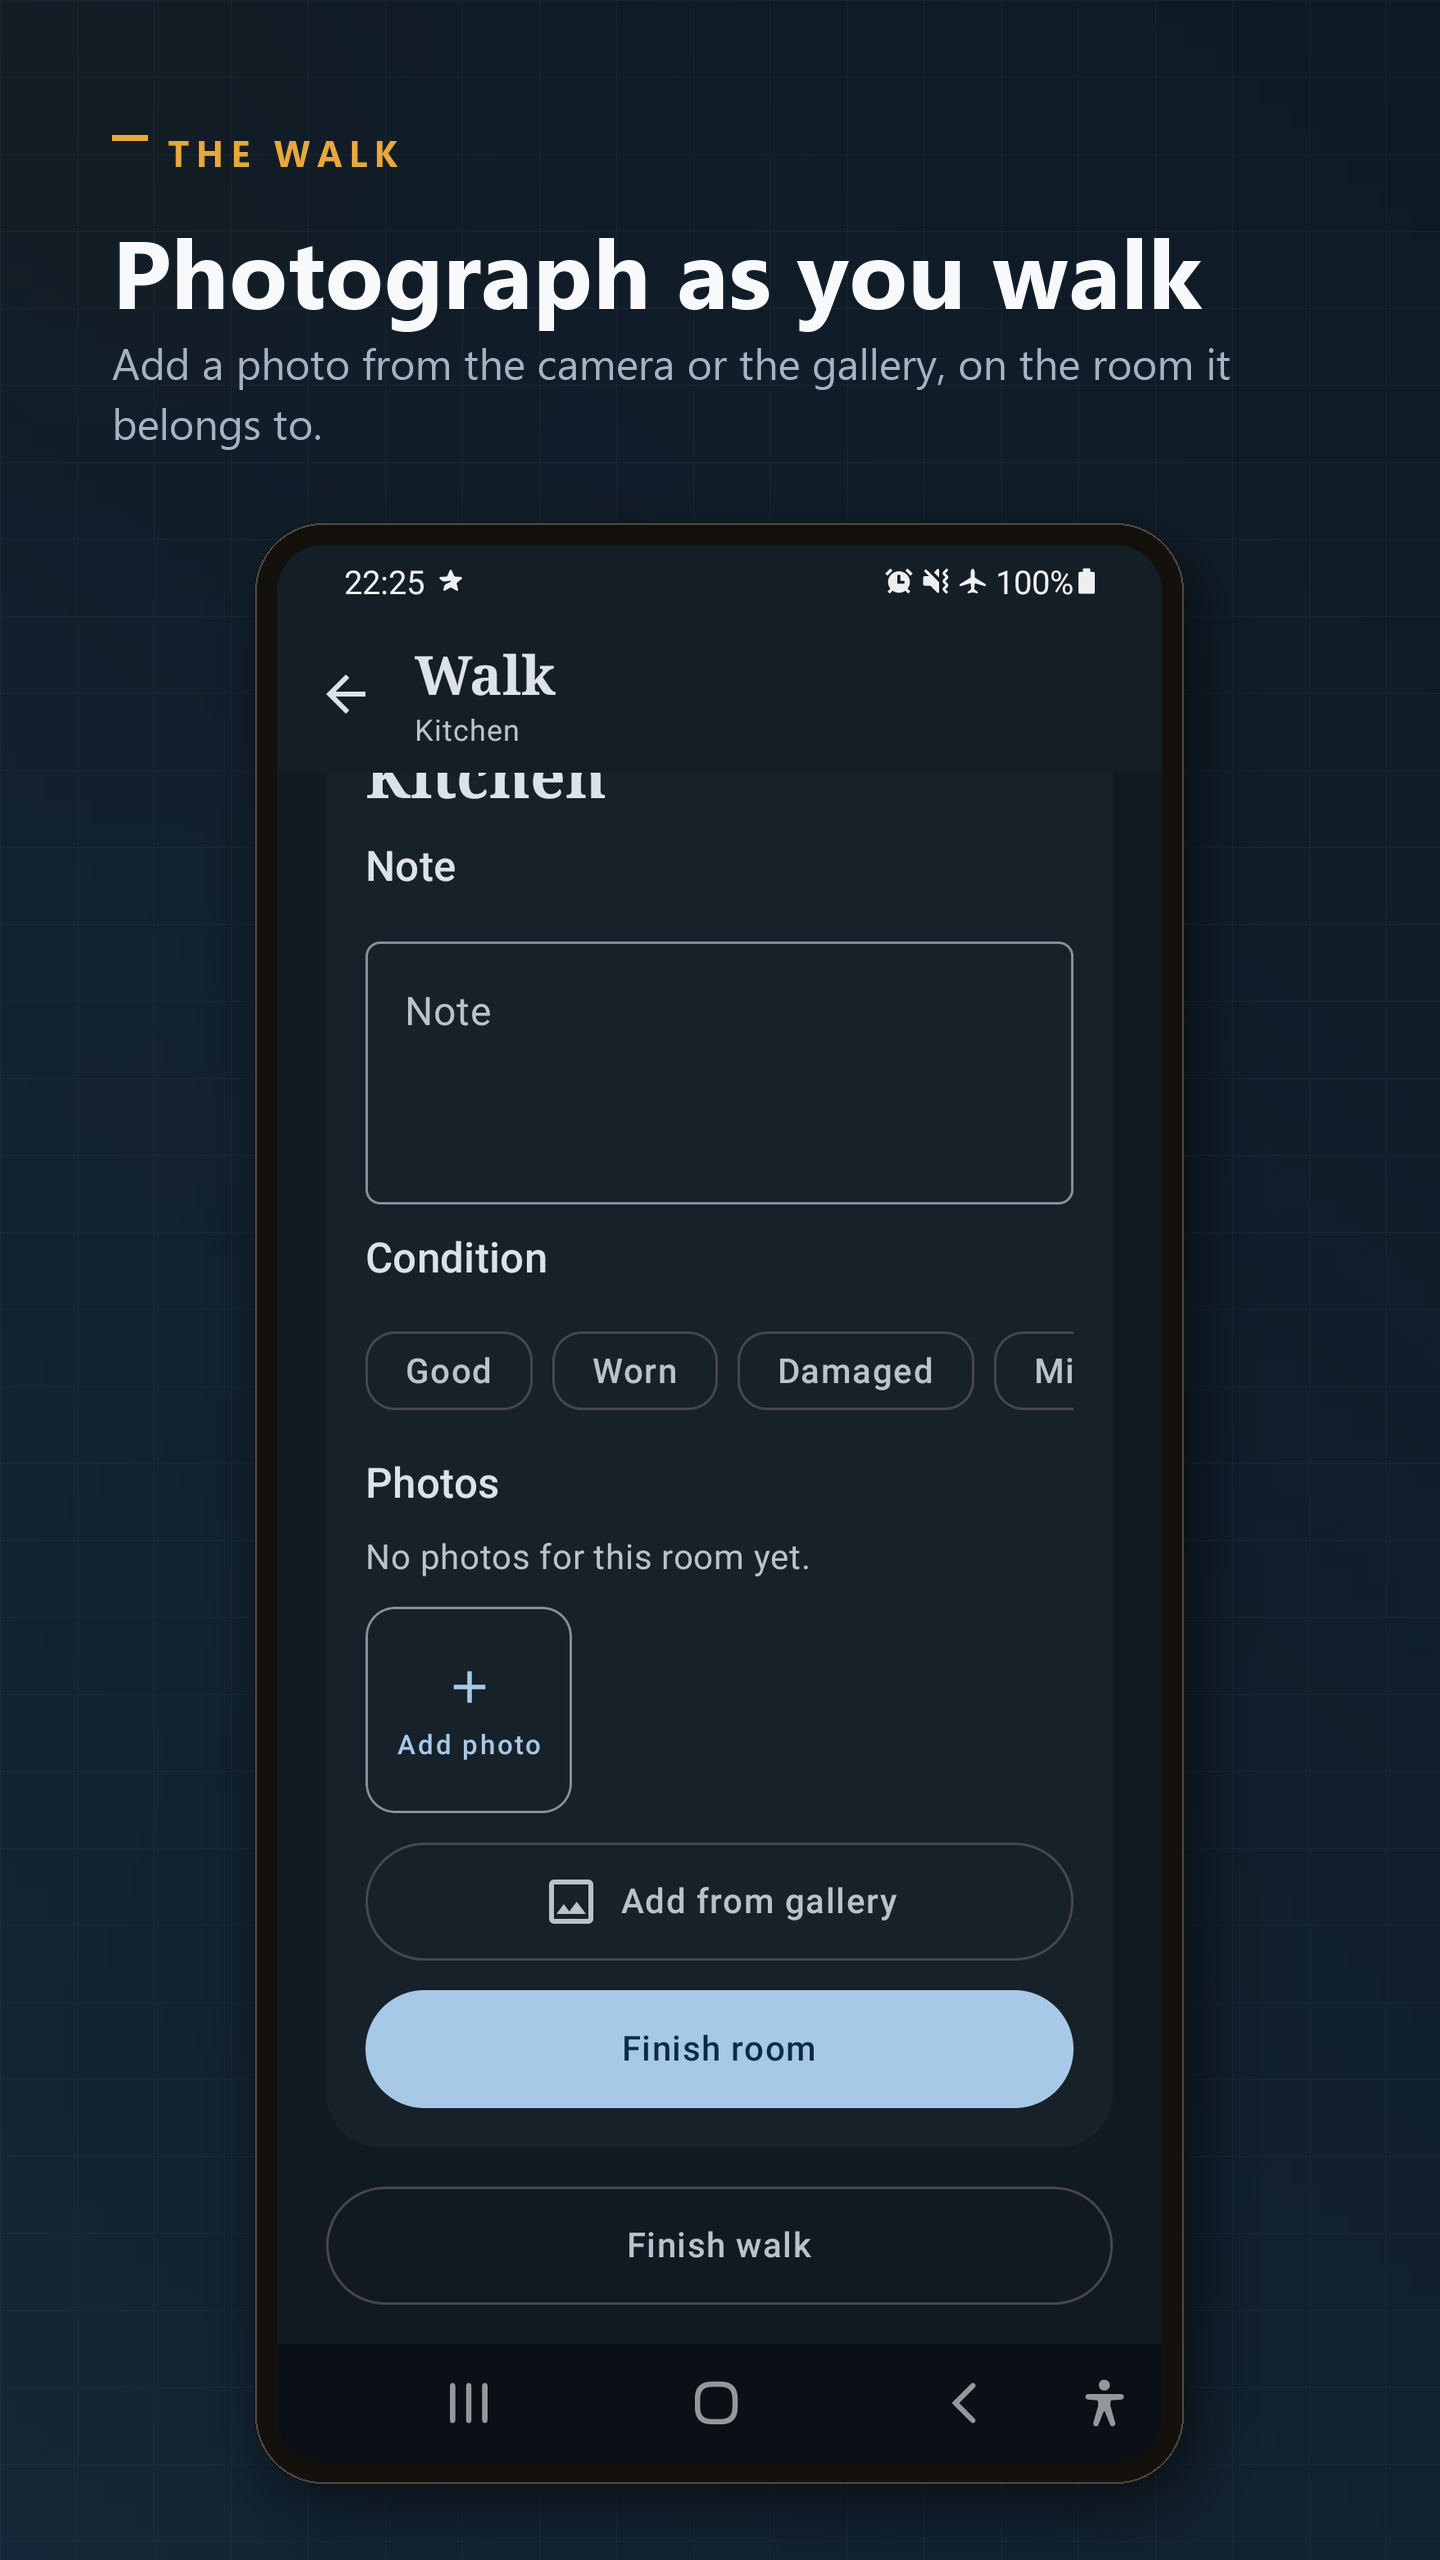 THE WALK
Photograph as you walk
Add a photo from the camera or the gallery, on the room it
belongs to.
22:25 100%
Walk
Kitchen
Kitchen
Note
Note
Condition
Good Worn Damaged Mi
Photos
No photos for this room yet.
+
Add photo
Add from gallery
Finish room
Finish walk